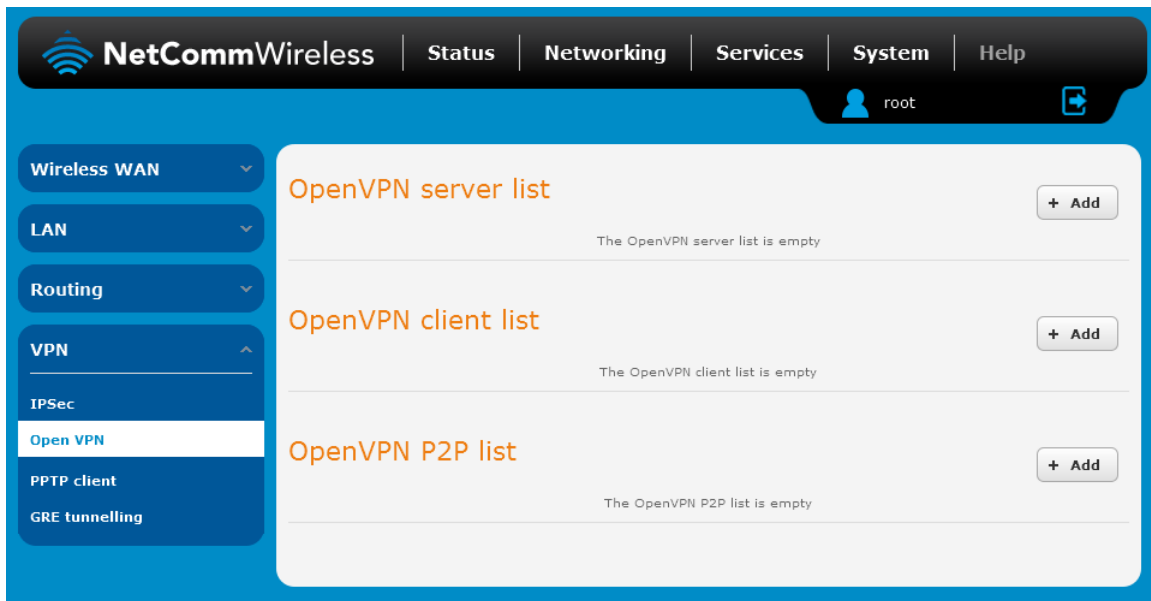 NetCommWireless
Status
Networking
Services
System
Help
root
Wireless WAN
LAN
Routing
VPN
IPSec
Open VPN
PPTP client
GRE tunnelling
OpenVPN server list
+ Add
The OpenVPN server list is empty
OpenVPN client list
+ Add
The OpenVPN client list is empty
OpenVPN P2P list
+ Add
The OpenVPN P2P list is empty